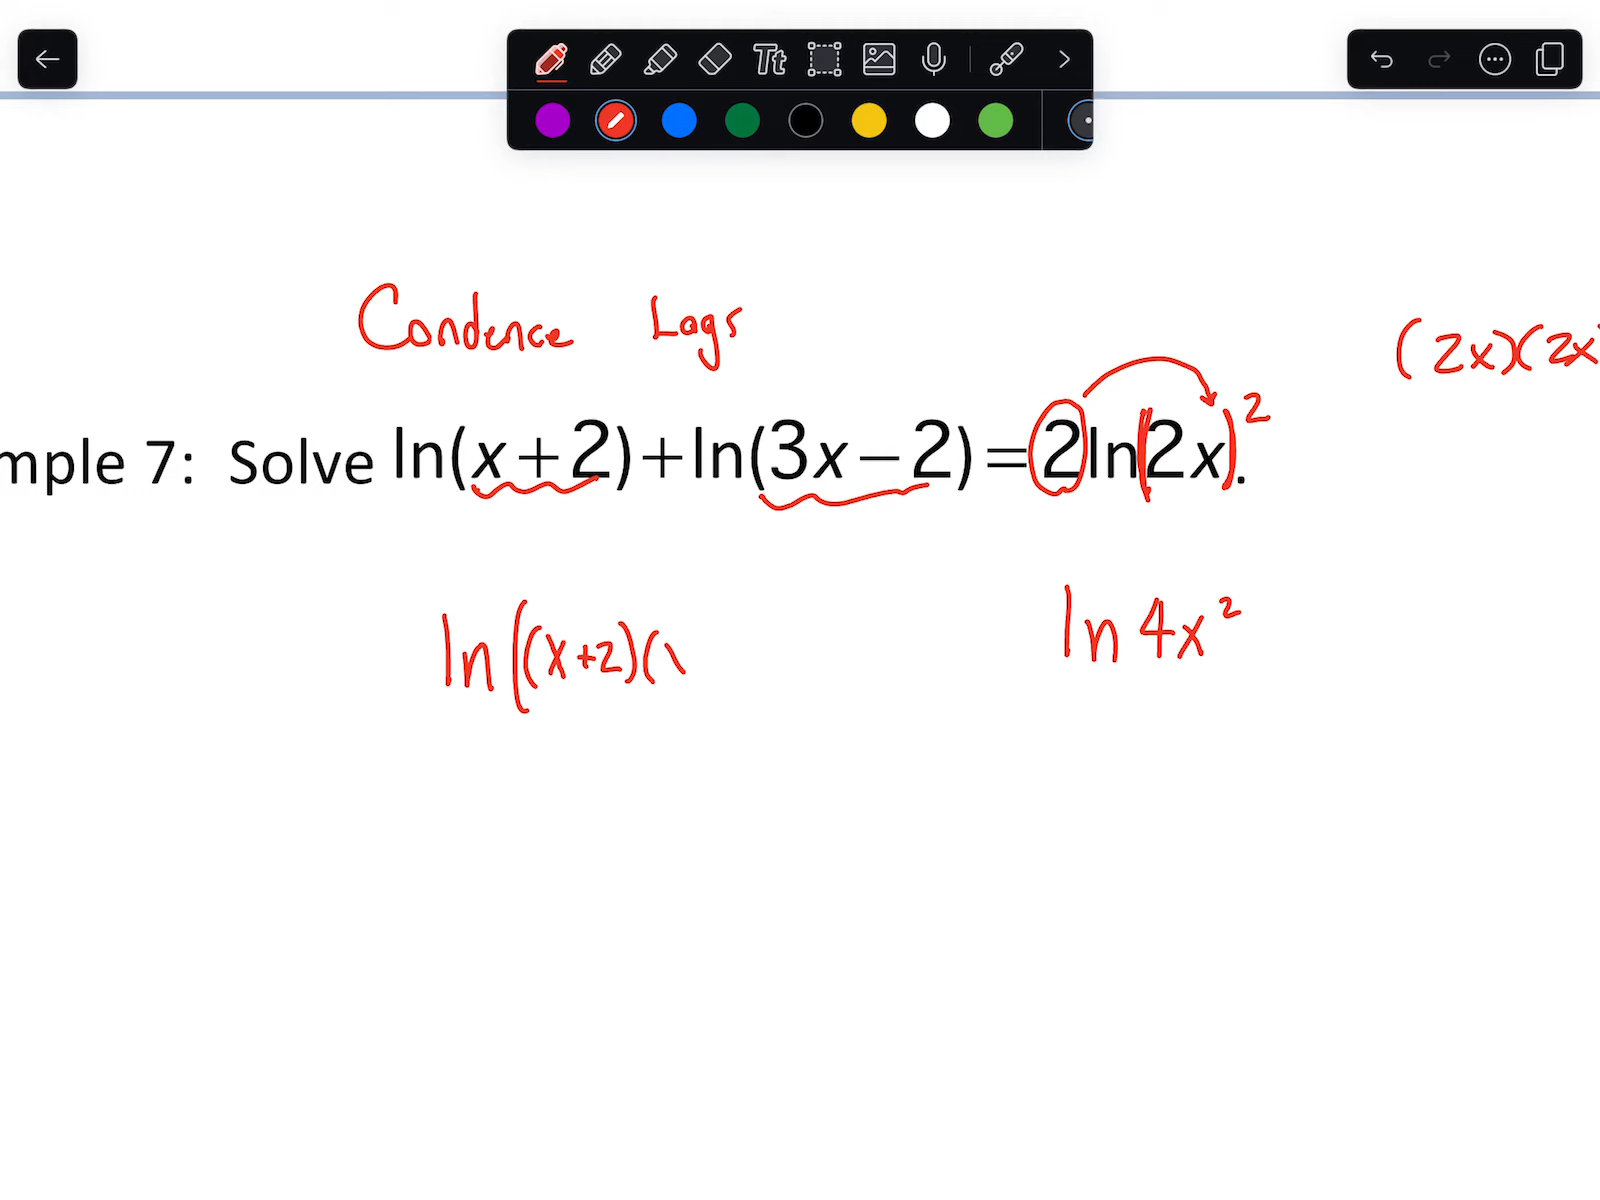 Tt
Condence Logs
(2x)(2x
mple 7: Solve ln(x+2)+ln(3x−2)=2ln(2x)².
ln((x+2)(
ln 4x²